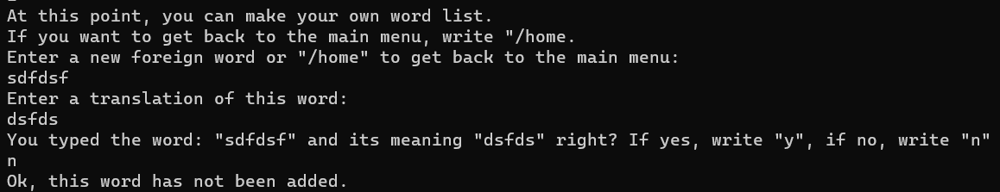 At this point, you can make your own word list.
If you want to get back to the main menu, write "/home.
Enter a new foreign word or "/home" to get back to the main menu:
sdfdsf
Enter a translation of this word:
dsfds
You typed the word: "sdfdsf" and its meaning "dsfds" right? If yes, write "y", if no, write "n"
n
Ok, this word has not been added.